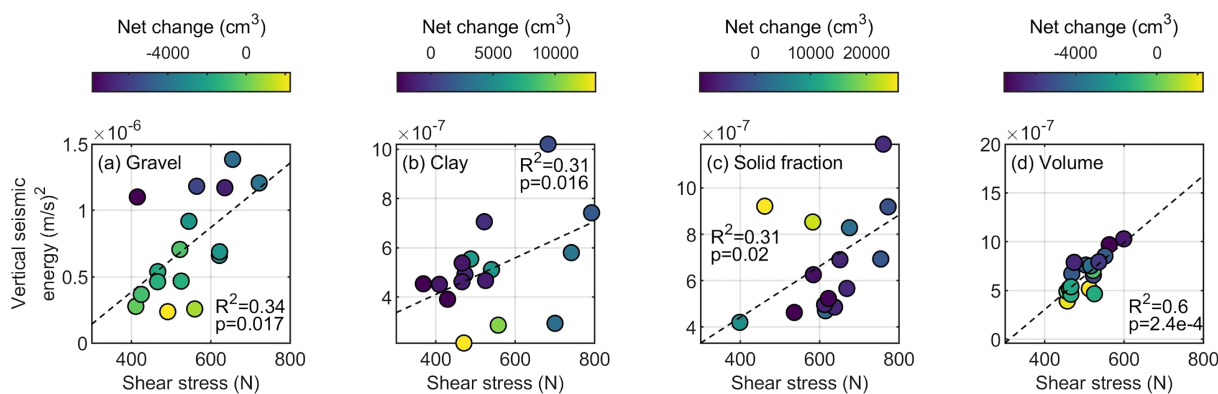 Net change (cm³)
-4000 0
×10⁻⁶
1.5
1
0.5
0
(a) Gravel
R²=0.34
p=0.017
400 600 800
Shear stress (N)
Vertical seismic
energy (m/s)²
Net change (cm³)
0 5000 10000
×10⁻⁷
10
8
6
4
(b) Clay
R²=0.31
p=0.016
400 600 800
Shear stress (N)
Net change (cm³)
0 10000 20000
×10⁻⁷
10
8
6
4
(c) Solid fraction
R²=0.31
p=0.02
400 600 800
Shear stress (N)
Net change (cm³)
-4000 0
×10⁻⁷
20
15
10
5
0
(d) Volume
R²=0.6
p=2.4e-4
400 600 800
Shear stress (N)